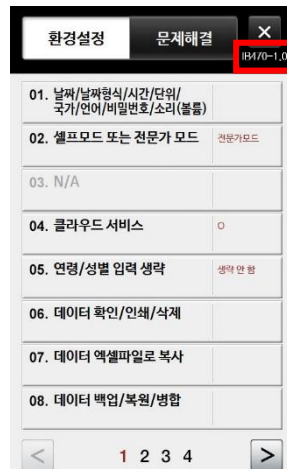 환경설정
문제해결
×
IB470-1.0
01. 날짜/날짜형식/시간/단위/
국가/언어/비밀번호/소리(볼륨)
02. 셀프모드 또는 전문가 모드
전문가모드
03. N/A
04. 클라우드 서비스
O
05. 연령/성별 입력 생략
생략 안 함
06. 데이터 확인/인쇄/삭제
07. 데이터 엑셀파일로 복사
08. 데이터 백업/복원/병합
< 1 2 3 4 >